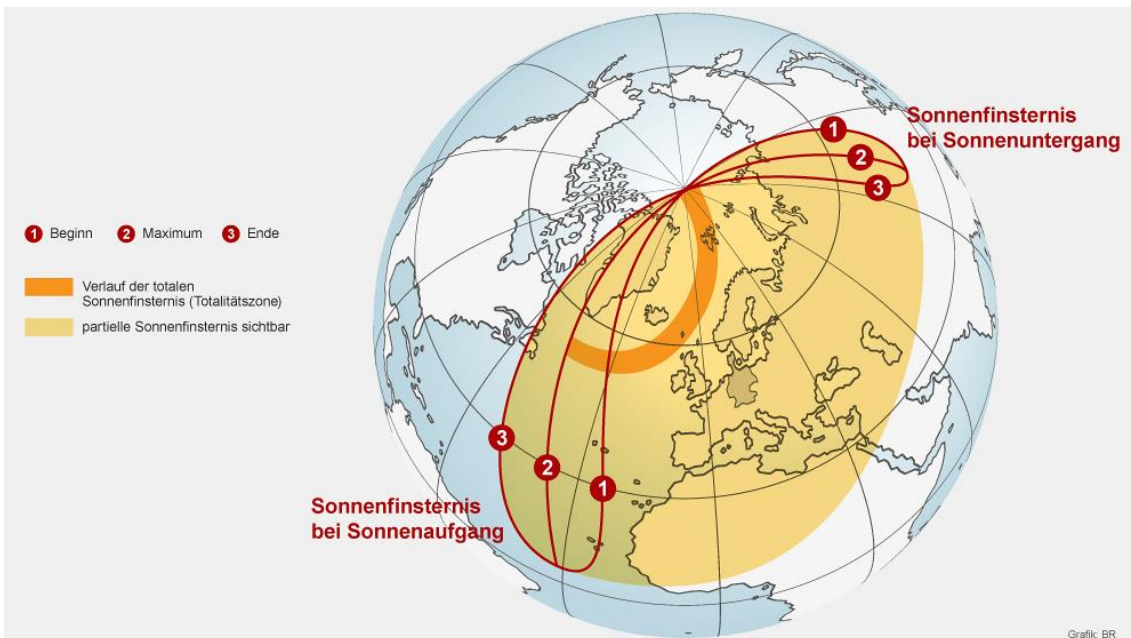 Sonnenfinsternis
bei Sonnenuntergang
1
2
3
1 Beginn 2 Maximum 3 Ende
Verlauf der totalen
Sonnenfinsternis (Totalitätszone)
partielle Sonnenfinsternis sichtbar
3
2
1
Sonnenfinsternis
bei Sonnenaufgang
Grafik: BR